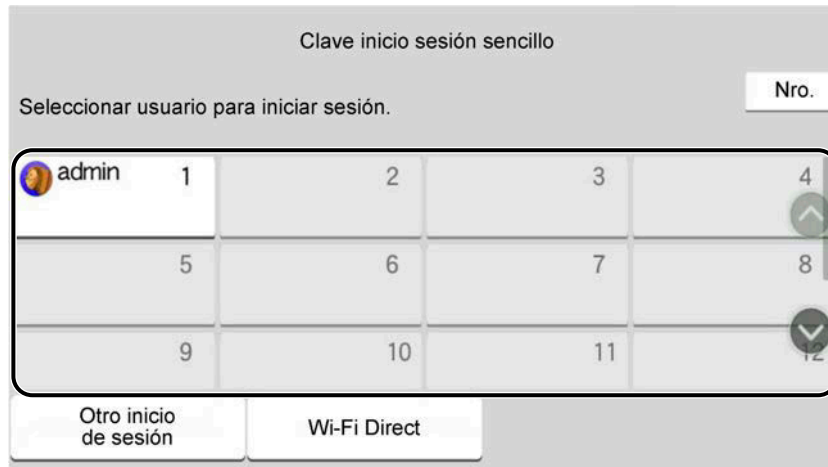 Clave inicio sesión sencillo
Nro.
Seleccionar usuario para iniciar sesión.
admin 1 2 3 4
5 6 7 8
9 10 11 12
Otro inicio
de sesión
Wi-Fi Direct